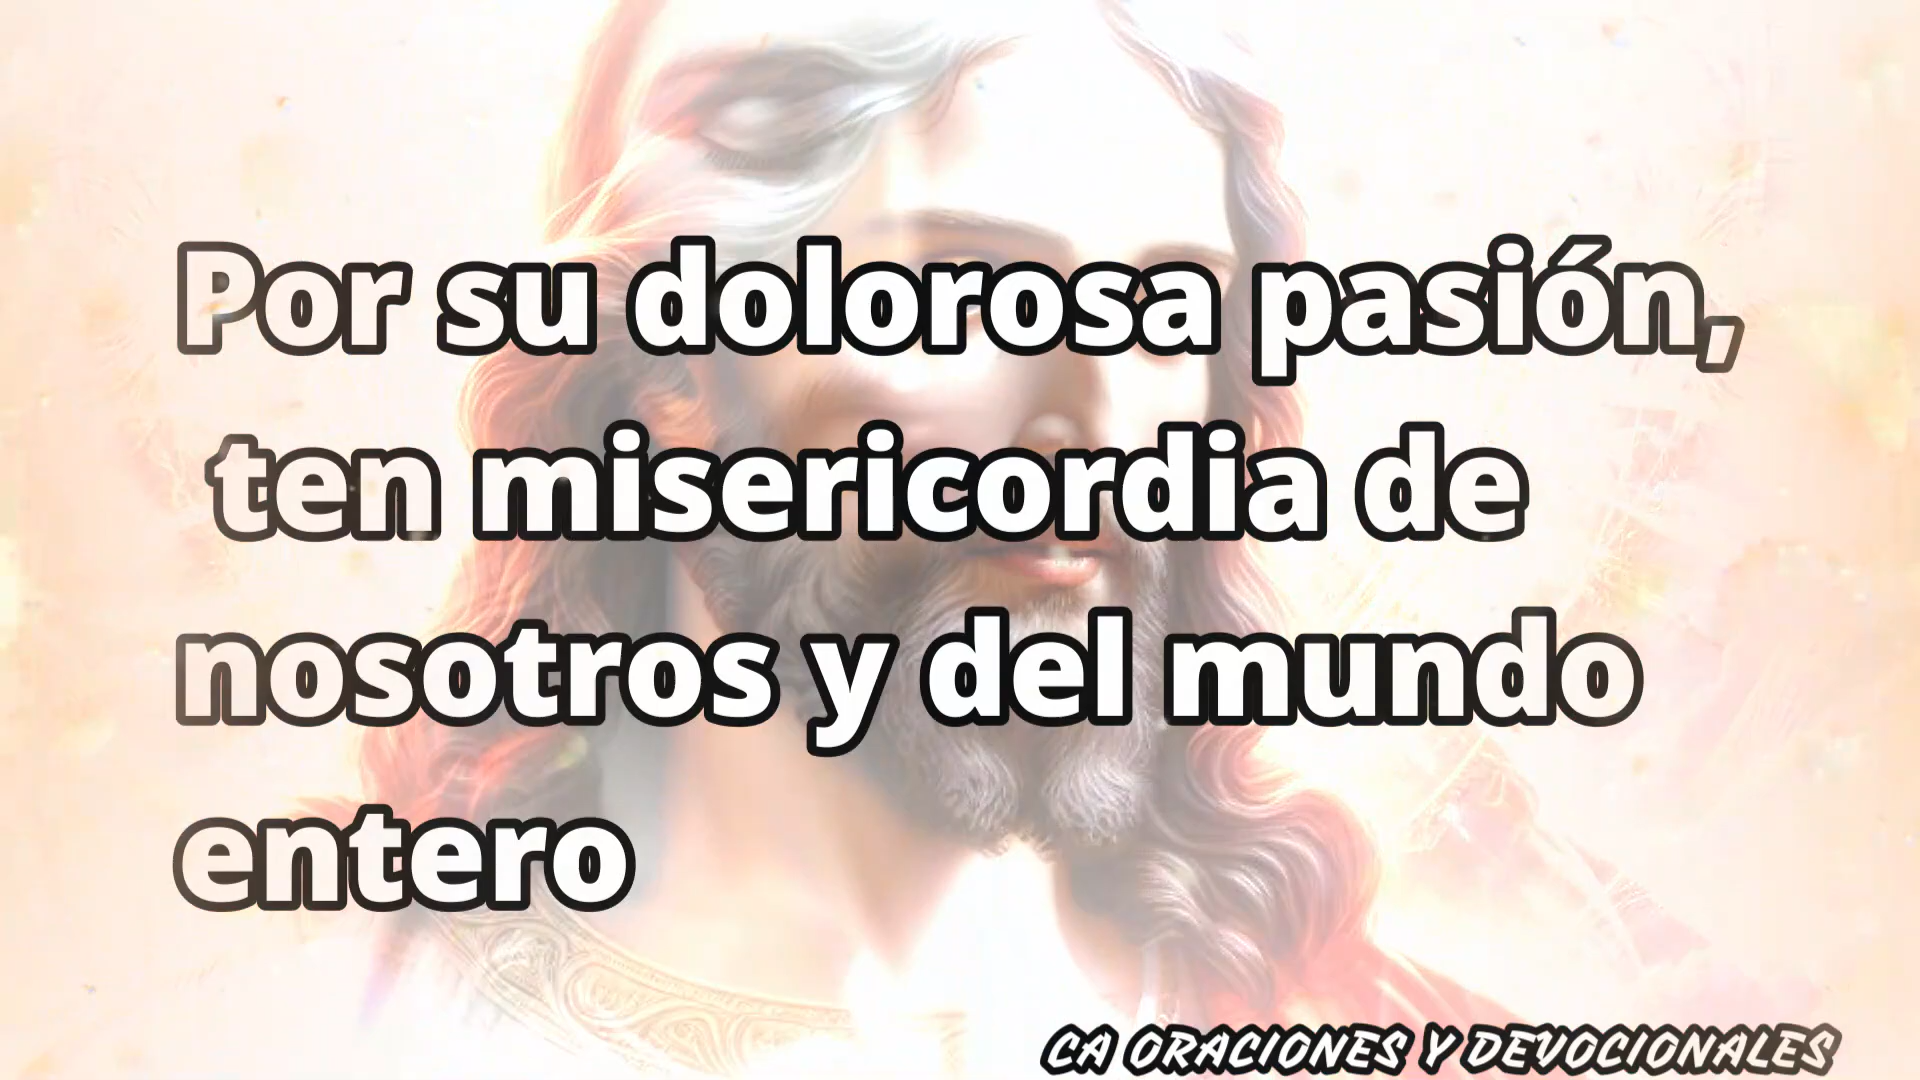 Por su dolorosa pasión,
ten misericordia de
nosotros y del mundo
entero
CA ORACIONES Y DEVOCIONALES